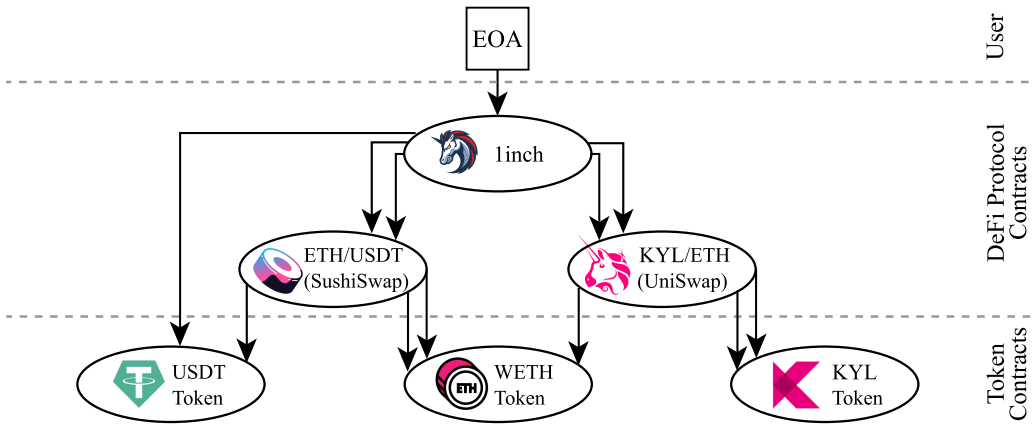 EOA
User
1inch
DeFi Protocol
Contracts
ETH/USDT
(SushiSwap)
KYL/ETH
(UniSwap)
USDT
Token
ETH
WETH
Token
KYL
Token
Token
Contracts